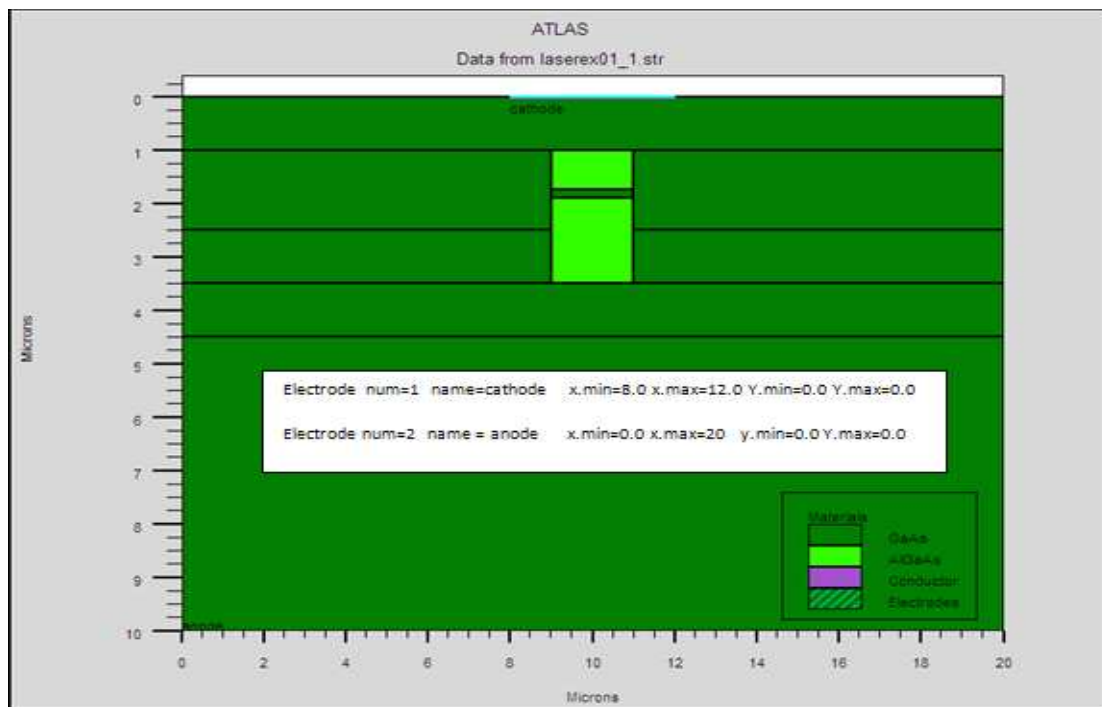 ATLAS
Data from laserex01_1.str
0
cathode
1
2
3
4
5
6
7
8
9
10
Microns
Electrode num=1 name=cathode x.min=8.0 x.max=12.0 Y.min=0.0 Y.max=0.0
Electrode num=2 name = anode x.min=0.0 x.max=20 y.min=0.0 Y.max=0.0
Materials
GaAs
AlGaAs
Conductor
Electrodes
anode
0 2 4 6 8 10 12 14 16 18 20
Microns